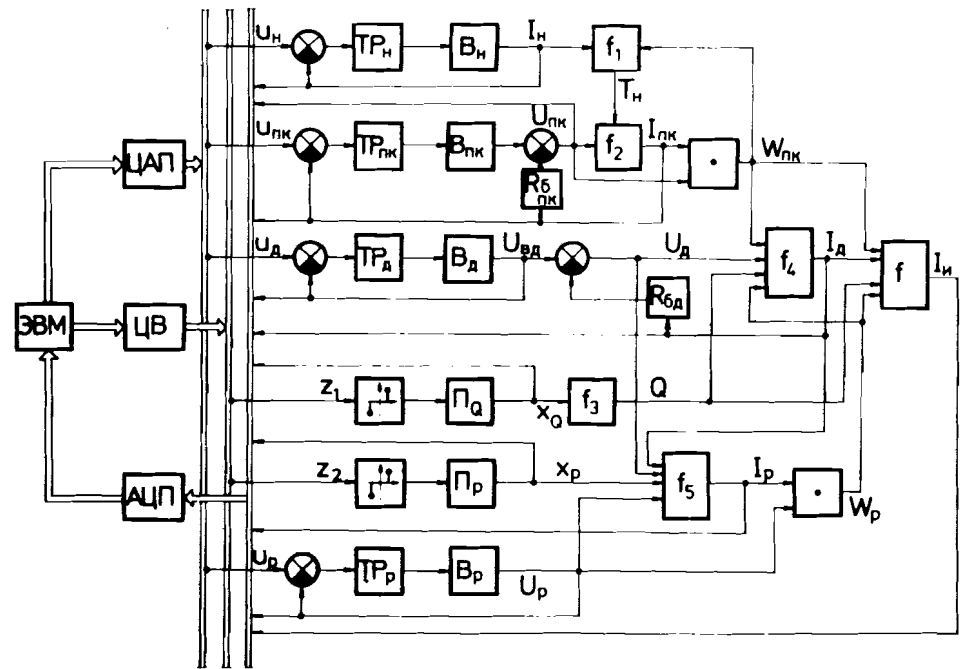 uн ТРн Вн Iн f₁
Tн
uпк ТРпк Впк Uпк f₂ Iпк · Wпк
ЦАП
Rб пк
uд ТРд Вд Uвд Uд f₄ Iд f Iи
Rбд
ЭВМ ЦВ
z₁ ПQ xQ f₃ Q
z₂ Пр xр f₅ Iр · Wр
АЦП
uр ТРр Вр Uр